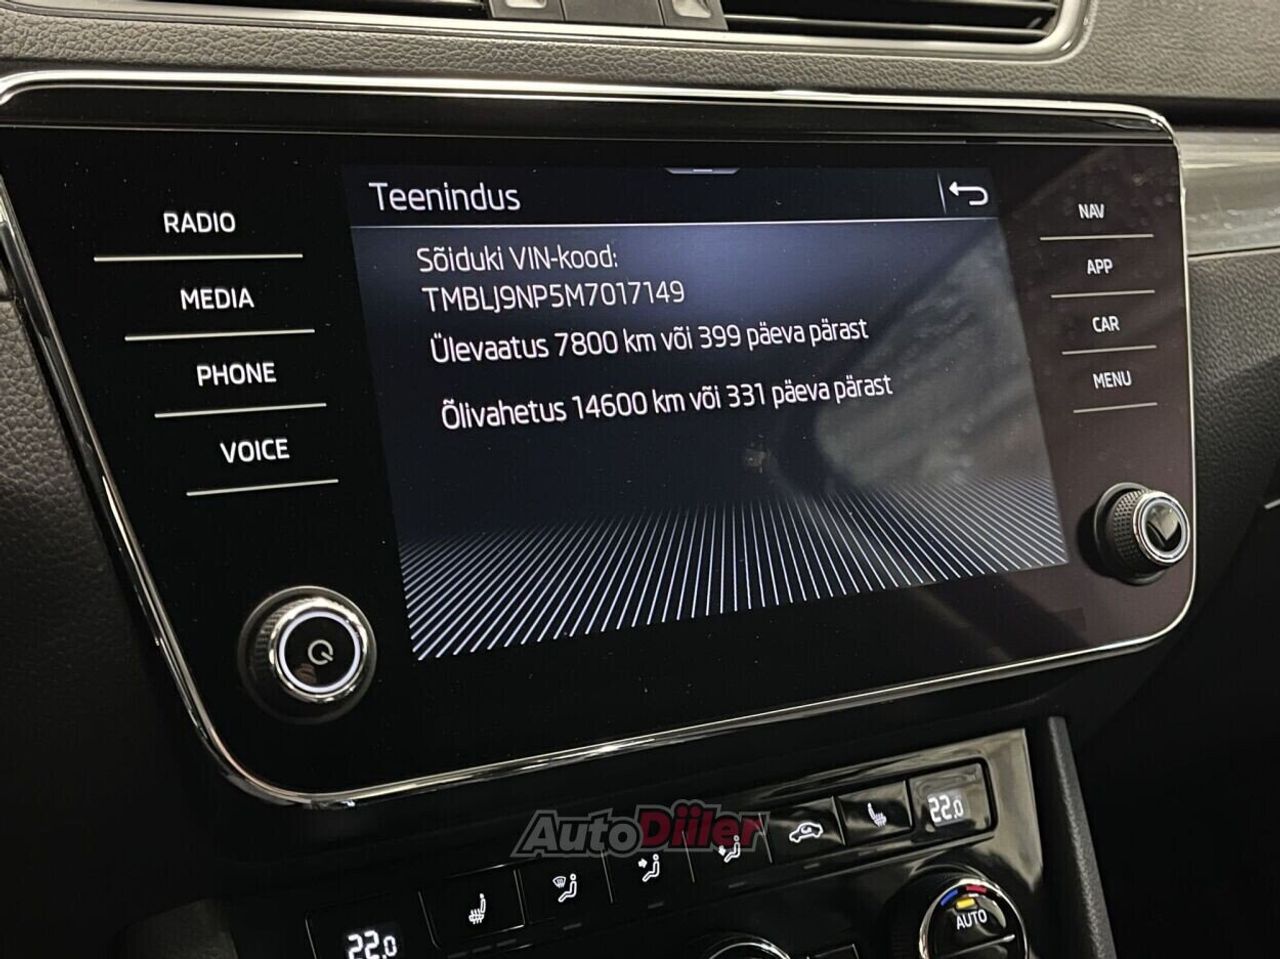 Teenindus
Sõiduki VIN-kood:
TMBLJ9NP5M7017149
Ülevaatus 7800 km või 399 päeva pärast
Õlivahetus 14600 km või 331 päeva pärast
RADIO
MEDIA
PHONE
VOICE
NAV
APP
CAR
MENU
AutoDiiler
22.0
22.0
AUTO